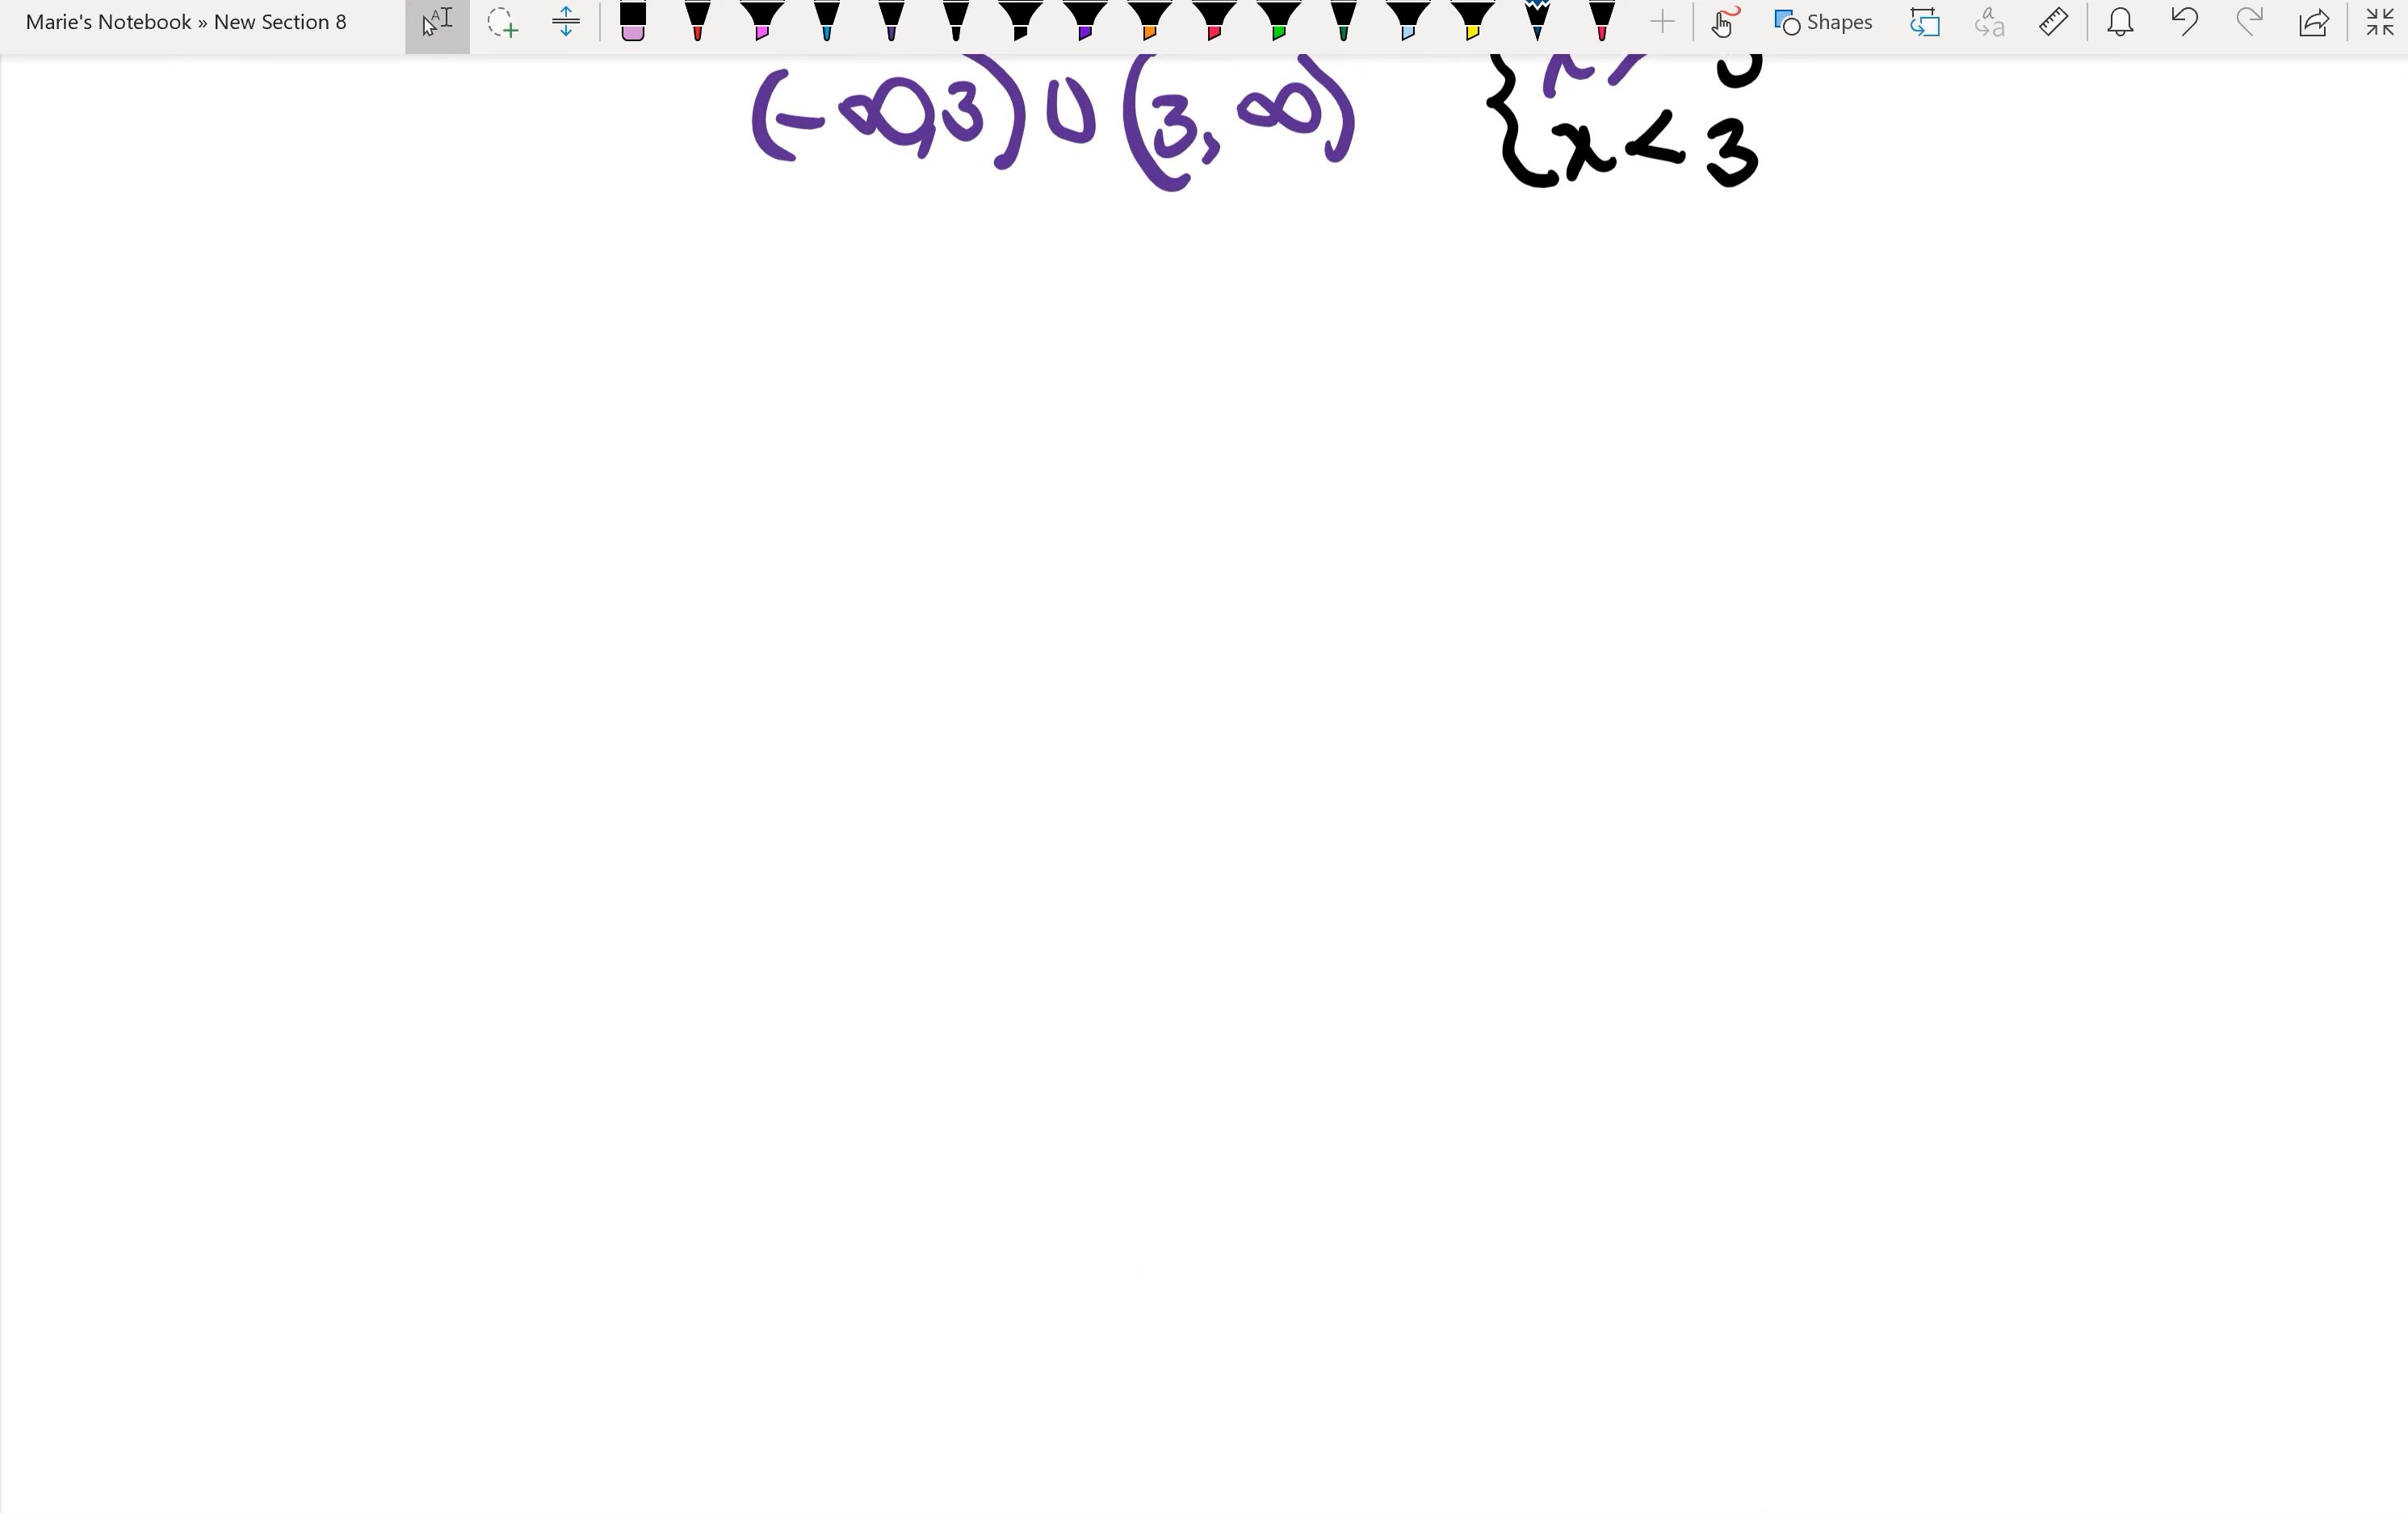 Marie's Notebook » New Section 8
Shapes
(-∞,3) ∪ (3, ∞)
x < 3